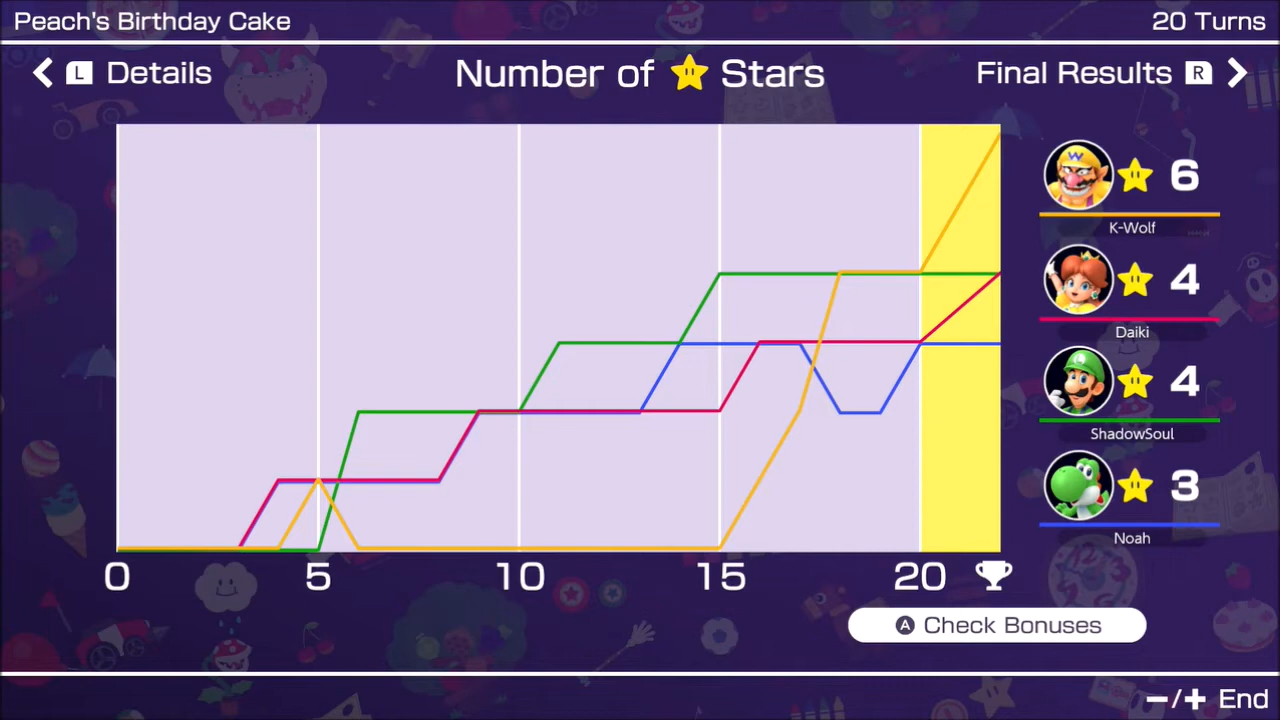 Peach's Birthday Cake
20 Turns
L Details
Number of Stars
Final Results R
6
K-Wolf
4
Daiki
4
ShadowSoul
3
Noah
0 5 10 15 20
A Check Bonuses
−/+ End